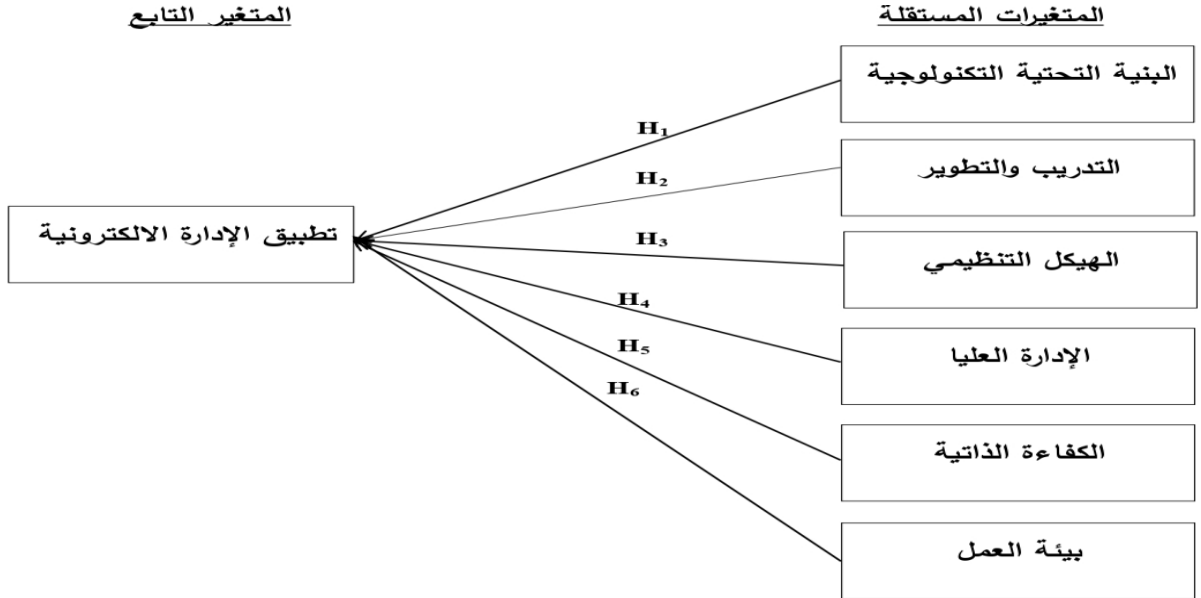 المتغيرات المستقلة
المتغير التابع
البنية التحتية التكنولوجية
H₁
التدريب والتطوير
H₂
تطبيق الإدارة الالكترونية
H₃
الهيكل التنظيمي
H₄
الإدارة العليا
H₅
H₆
الكفاءة الذاتية
بيئة العمل